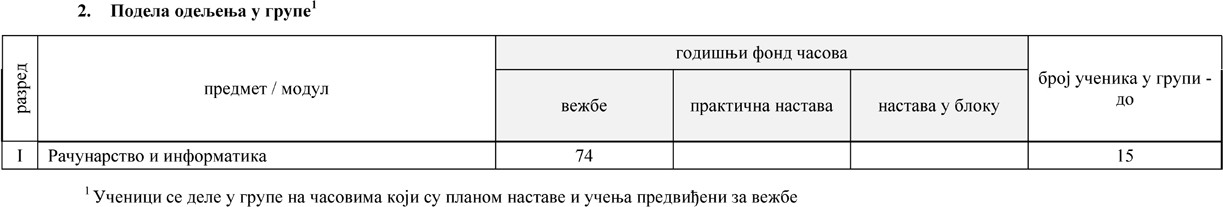 2. Подела одељења у групе1
разред
предмет / модул
годишњи фонд часова
број ученика у групи -
до
вежбе
практична настава
настава у блоку
I
Рачунарство и информатика
74
15
1 Ученици се деле у групе на часовима који су планом наставе и учења предвиђени за вежбе